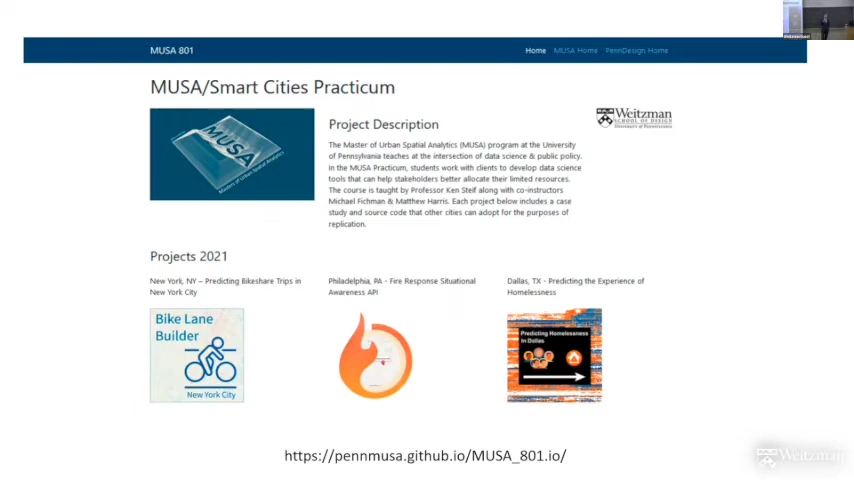 MUSA 801
Home MUSA Home PennDesign Home
MUSA/Smart Cities Practicum
MUSA
Masters of Urban Spatial Analytics
Project Description
Weitzman
SCHOOL OF DESIGN
University of Pennsylvania
The Master of Urban Spatial Analytics (MUSA) program at the University
of Pennsylvania teaches at the intersection of data science & public policy.
In the MUSA Practicum, students work with clients to develop data science
tools that can help stakeholders better allocate their limited resources.
The course is taught by Professor Ken Steif along with co-instructors
Michael Fichman & Matthew Harris. Each project below includes a case
study and source code that other cities can adopt for the purposes of
replication.
Projects 2021
New York, NY – Predicting Bikeshare Trips in
New York City
Philadelphia, PA - Fire Response Situational
Awareness API
Dallas, TX - Predicting the Experience of
Homelessness
Bike Lane
Builder
New York City
Predicting Homelessness
In Dallas
https://pennmusa.github.io/MUSA_801.io/
Weitzman